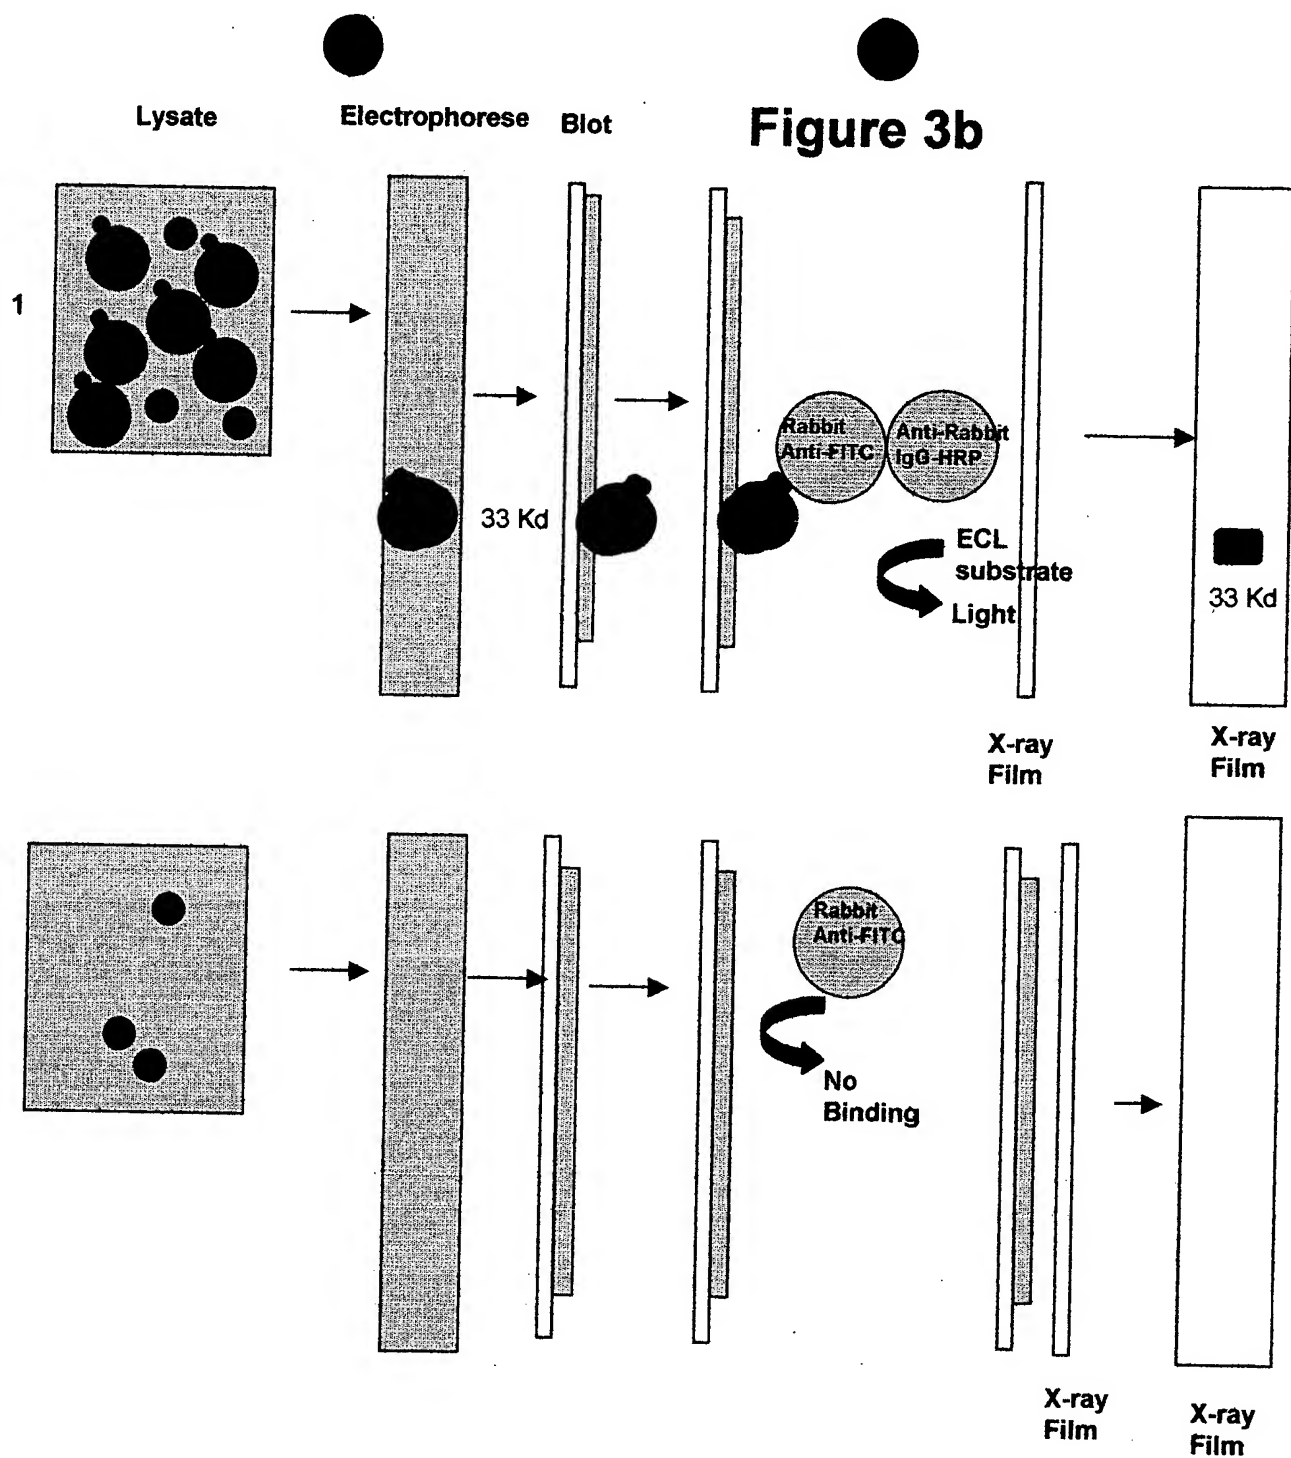 Lysate
Electrophorese
Blot
Figure 3b
1
Rabbit
Anti-FITC
Anti-Rabbit
IgG-HRP
33 Kd
ECL
substrate
Light
33 Kd
X-ray
Film
X-ray
Film
Rabbit
Anti-FITC
No
Binding
X-ray
Film
X-ray
Film